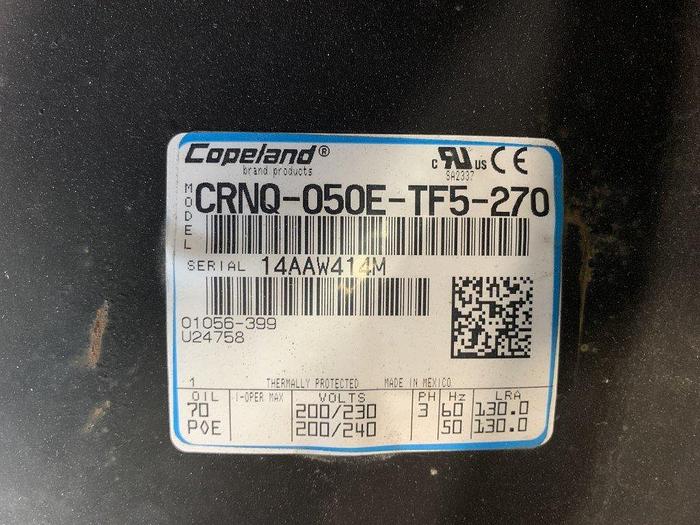 Copeland®
brand products
c RU US CE
SA2337
MODEL CRNQ-050E-TF5-270
SERIAL 14AAW414M
01056-399
U24758
1 THERMALLY PROTECTED MADE IN MEXICO
OIL I-OPER MAX VOLTS PH Hz LRA
70 200/230 3 60 130.0
POE 200/240 50 130.0